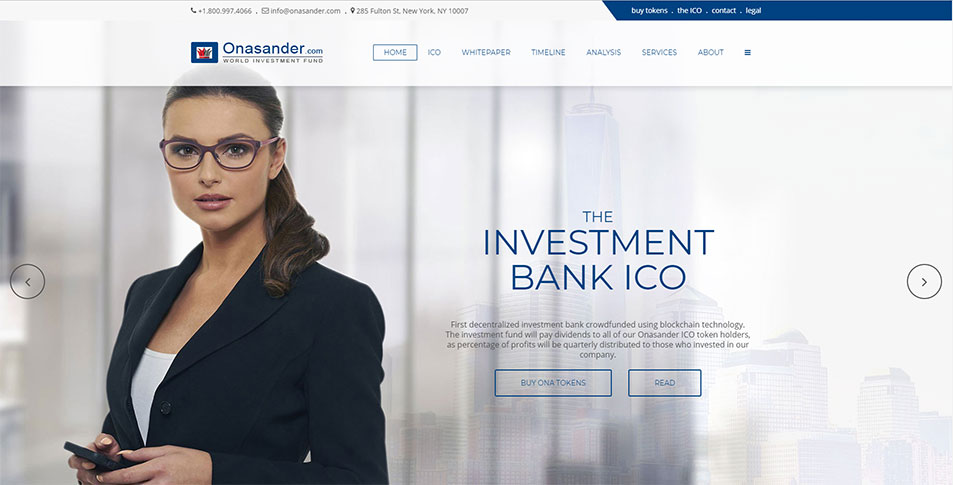 +1.800.997.4066 . info@onasander.com . 285 Fulton St, New York, NY 10007
buy tokens . the ICO . contact . legal
Onasander.com
WORLD INVESTMENT FUND
HOME ICO WHITEPAPER TIMELINE ANALYSIS SERVICES ABOUT
THE
INVESTMENT
BANK ICO
First decentralized investment bank crowdfunded using blockchain technology.
The investment fund will pay dividends to all of our Onasander ICO token holders,
as percentage of profits will be quarterly distributed to those who invested in our
company.
BUY ONA TOKENS READ